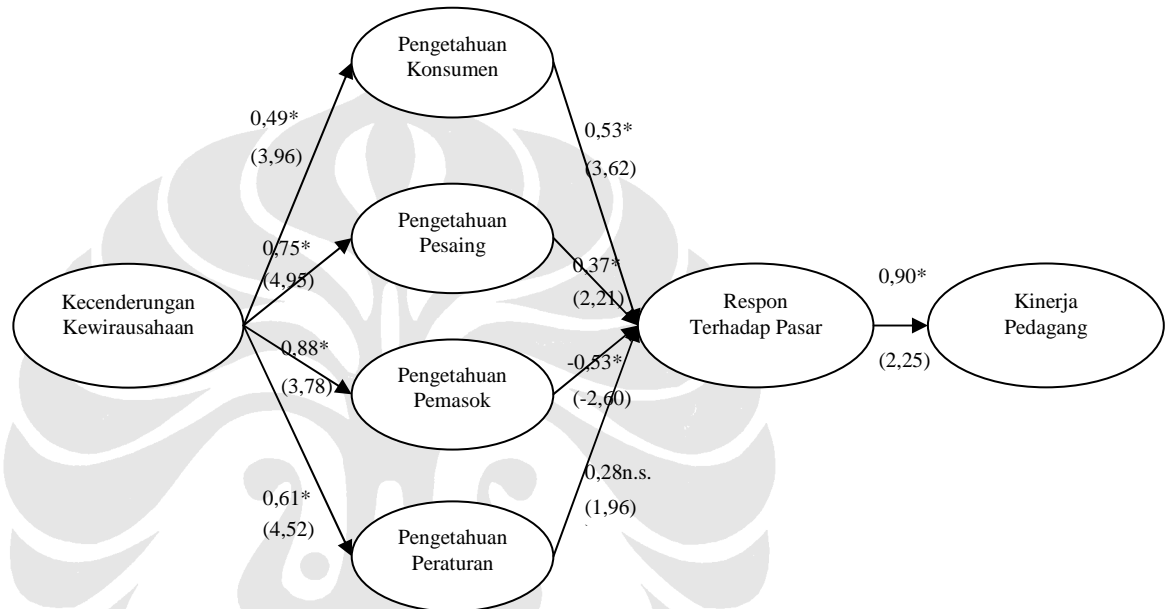 Pengetahuan
Konsumen
0,49*
(3,96)
0,53*
(3,62)
Pengetahuan
Pesaing
0,75*
(4,95)
0,37*
(2,21)
Kecenderungan
Kewirausahaan
Respon
Terhadap Pasar
0,90*
(2,25)
Kinerja
Pedagang
0,88*
(3,78)
Pengetahuan
Pemasok
-0,53*
(-2,60)
0,61*
(4,52)
0,28n.s.
(1,96)
Pengetahuan
Peraturan